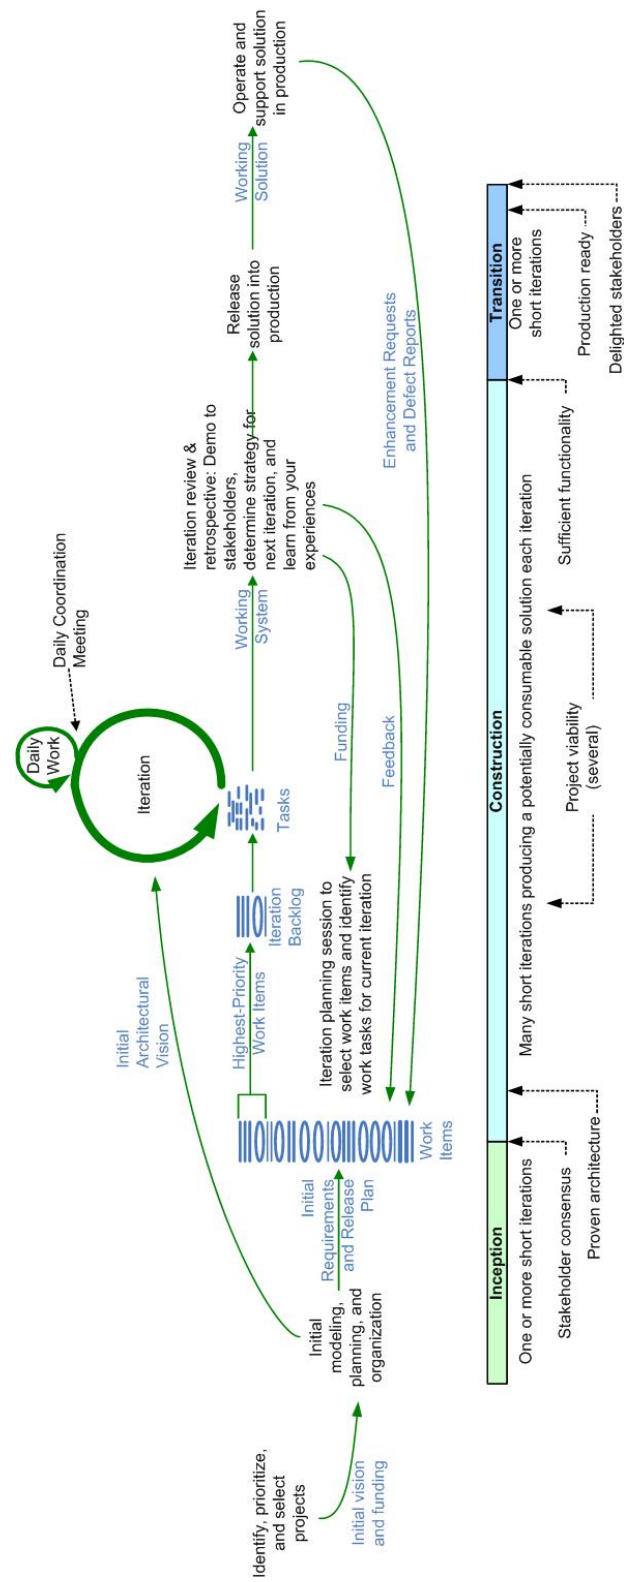 Identify, prioritize,
and select
projects
Initial vision
and funding
Initial
modeling,
planning, and
organization
Initial
Architectural
Vision
Initial
Requirements
and Release
Plan
Work
Items
Highest-Priority
Work Items
Iteration
Backlog
Tasks
Iteration planning session to
select work items and identify
work tasks for current iteration
Iteration
Daily
Work
Daily Coordination
Meeting
Working
System
Iteration review &
retrospective: Demo to
stakeholders,
determine strategy for
next iteration, and
learn from your
experiences
Funding
Feedback
Release
solution into
production
Working
Solution
Operate and
support solution
in production
Enhancement Requests
and Defect Reports
Inception
Construction
Transition
One or more short iterations
Many short iterations producing a potentially consumable solution each iteration
One or more
short iterations
Stakeholder consensus
Proven architecture
Project viability
(several)
Sufficient functionality
Production ready
Delighted stakeholders